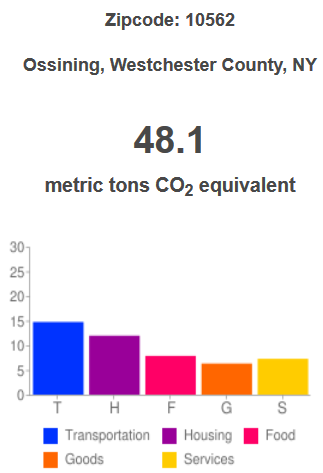 Zipcode: 10562
Ossining, Westchester County, NY
48.1
metric tons CO2 equivalent
30
25
20
15
10
5
0
T H F G S
Transportation Housing Food
Goods Services